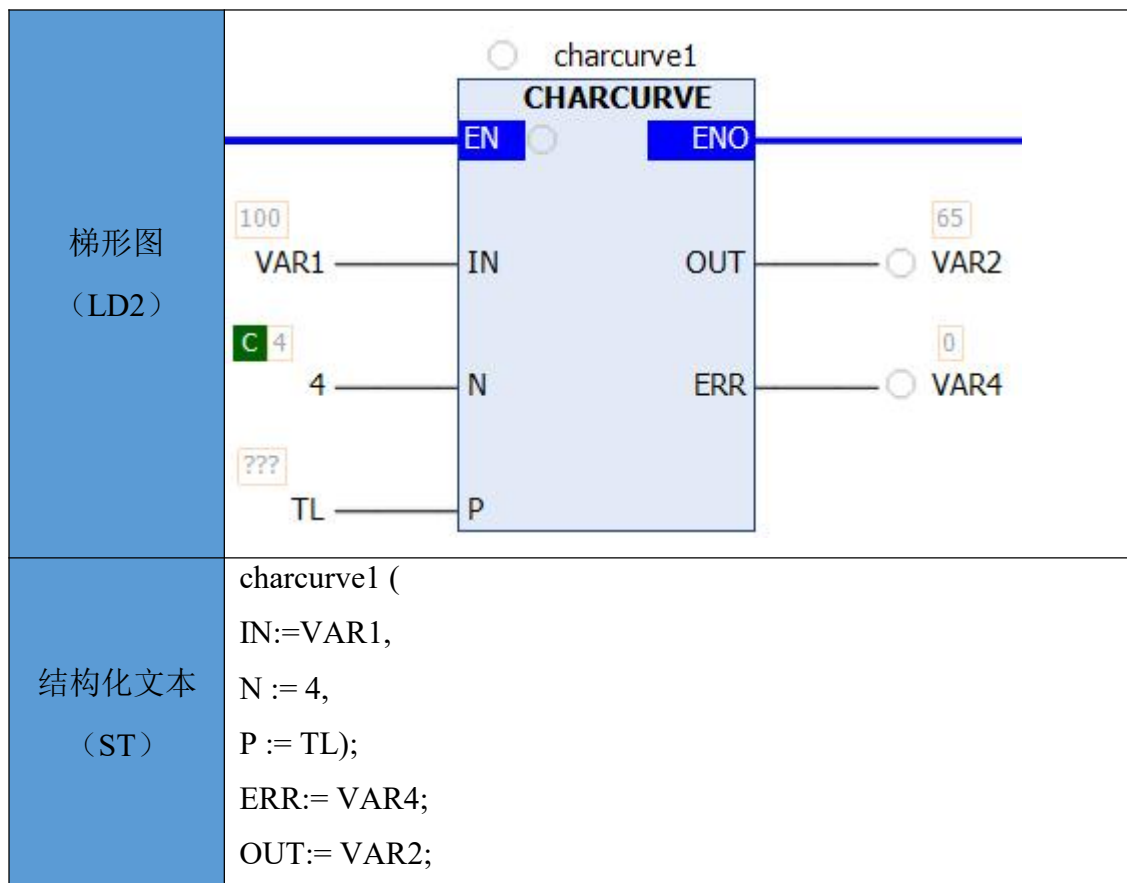 charcurve1
CHARCURVE
EN ENO
100 65
VAR1 IN OUT VAR2
梯形图
（LD2）
C 4 0
4 N ERR VAR4
???
TL P
charcurve1 (
IN:=VAR1,
N := 4,
P := TL);
ERR:= VAR4;
OUT:= VAR2;
结构化文本
（ST）